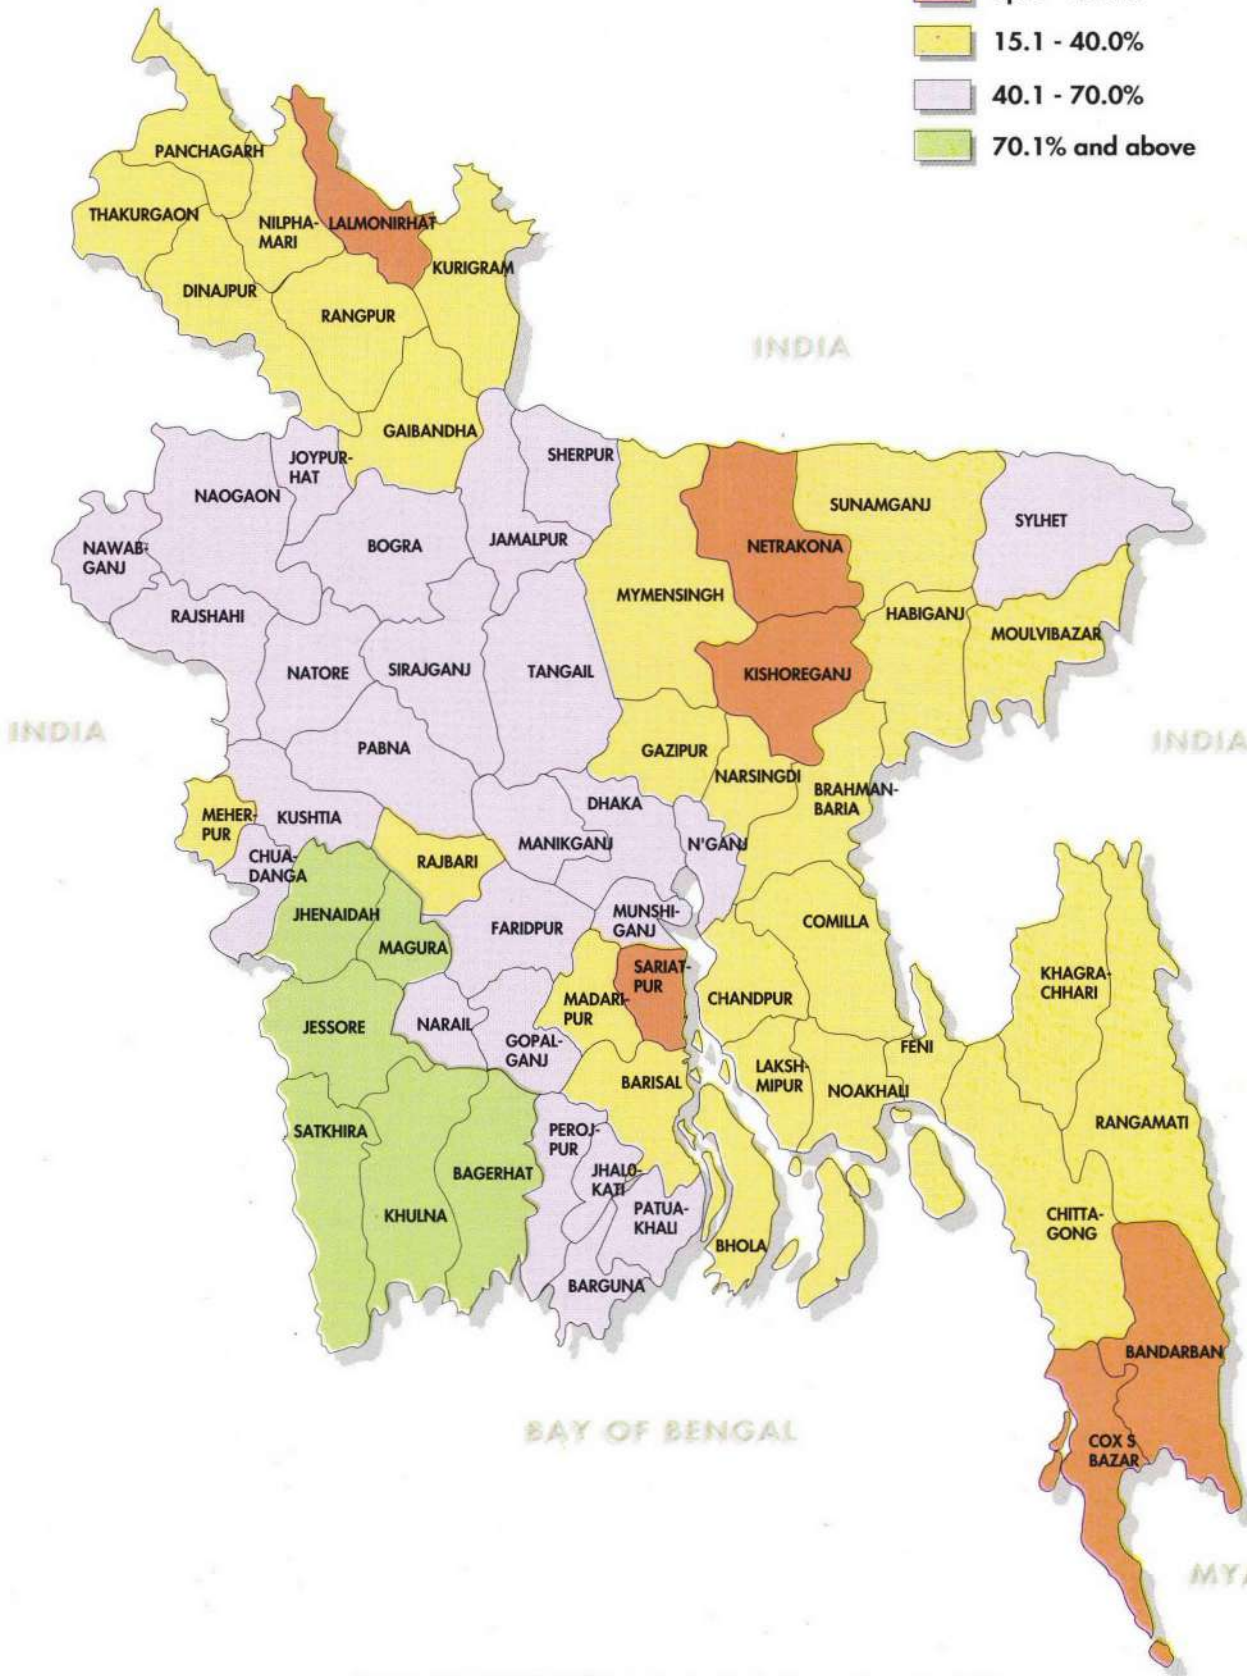 15.1 - 40.0%
40.1 - 70.0%
70.1% and above
PANCHAGARH
THAKURGAON
NILPHA-
MARI
LALMONIRHAT
KURIGRAM
DINAJPUR
RANGPUR
INDIA
GAIBANDHA
JOYPUR-
HAT
SHERPUR
NAOGAON
SUNAMGANJ
SYLHET
NAWAB-
GANJ
BOGRA
JAMALPUR
NETRAKONA
MYMENSINGH
RAJSHAHI
HABIGANJ
MOULVIBAZAR
NATORE
SIRAJGANJ
TANGAIL
KISHOREGANJ
INDIA
PABNA
GAZIPUR
INDIA
NARSINGDI
BRAHMAN-
BARIA
MEHER-
PUR
KUSHTIA
DHAKA
MANIKGANJ
N'GANJ
CHUA-
DANGA
RAJBARI
JHENAIDAH
MAGURA
FARIDPUR
MUNSHI-
GANJ
COMILLA
SARIAT-
PUR
KHAGRA-
CHHARI
MADARI-
PUR
CHANDPUR
JESSORE
NARAIL
GOPAL-
GANJ
FENI
BARISAL
LAKSH-
MIPUR
NOAKHALI
RANGAMATI
SATKHIRA
PEROJ-
PUR
BAGERHAT
JHALO-
KATI
KHULNA
PATUA-
KHALI
CHITTA-
GONG
BHOLA
BARGUNA
BANDARBAN
BAY OF BENGAL
COX S
BAZAR